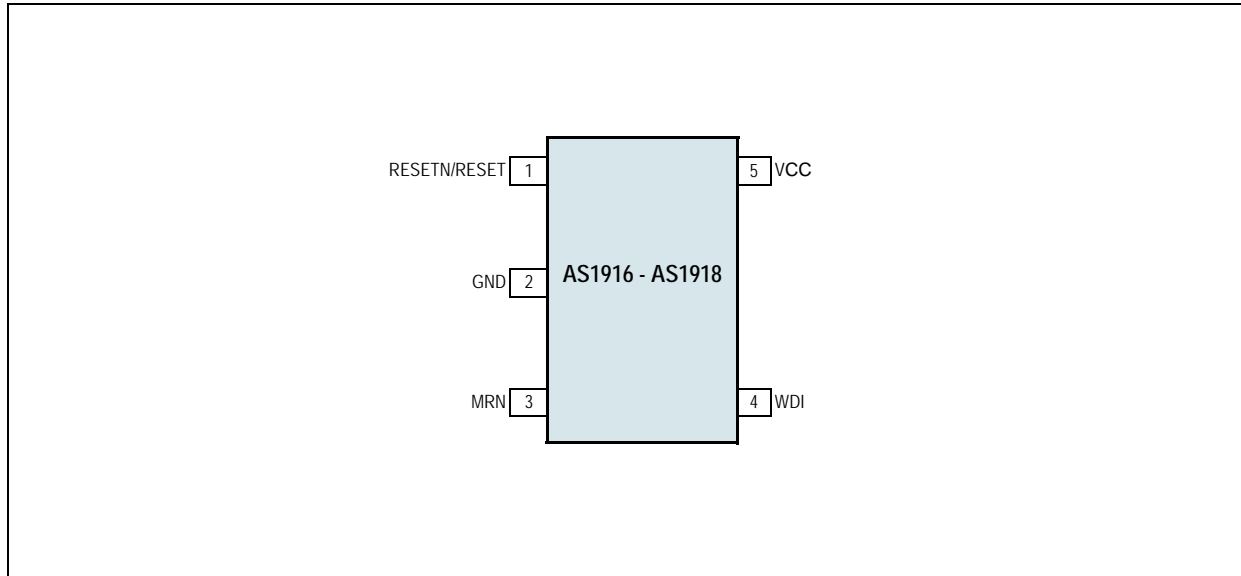 RESETN/RESET 1
5 VCC
GND 2
AS1916 - AS1918
MRN 3
4 WDI